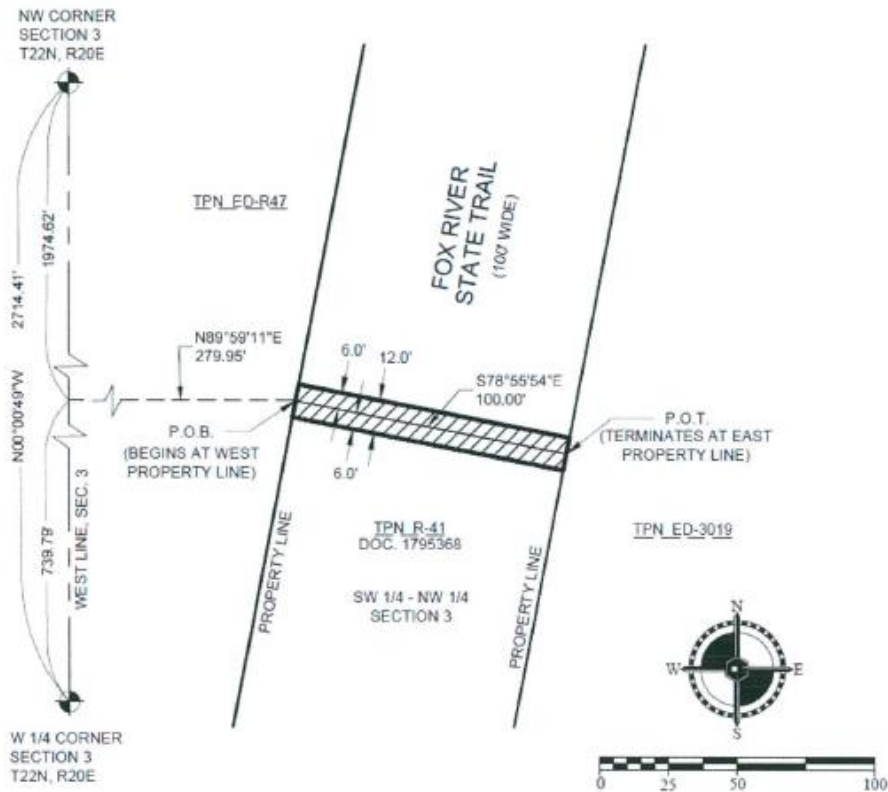 NW CORNER
SECTION 3
T22N, R20E
2714.41'
1974.62'
TPN ED-R47
FOX RIVER
STATE TRAIL
(100' WIDE)
N89°59'11"E
279.95'
6.0'
12.0'
S78°55'54"E
100.00'
P.O.B.
(BEGINS AT WEST
PROPERTY LINE)
6.0'
P.O.T.
(TERMINATES AT EAST
PROPERTY LINE)
N00°00'49"W
739.79'
WEST LINE, SEC. 3
PROPERTY LINE
TPN R-41
DOC. 1795368
SW 1/4 - NW 1/4
SECTION 3
PROPERTY LINE
TPN ED-3019
N
W E
S
W 1/4 CORNER
SECTION 3
T22N, R20E
0 25 50 100